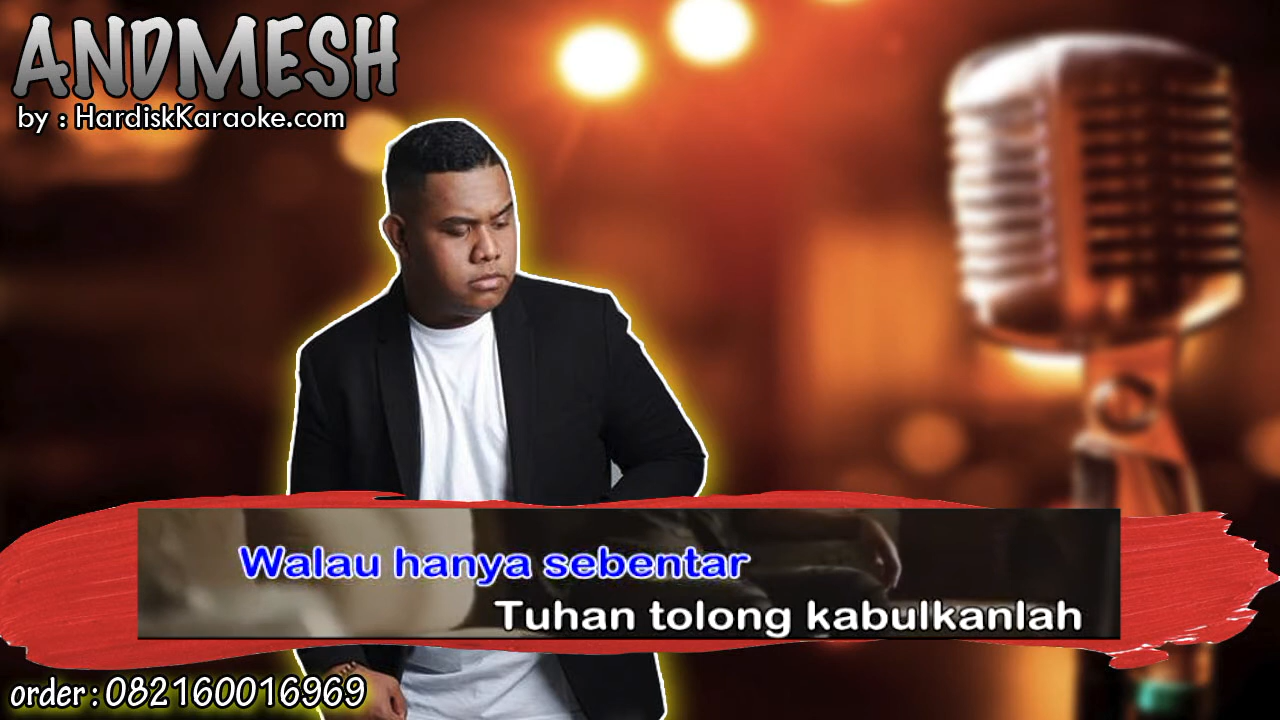 ANDMESH
by : HardiskKaraoke.com
Walau hanya sebentar
Tuhan tolong kabulkanlah
order : 082160016969